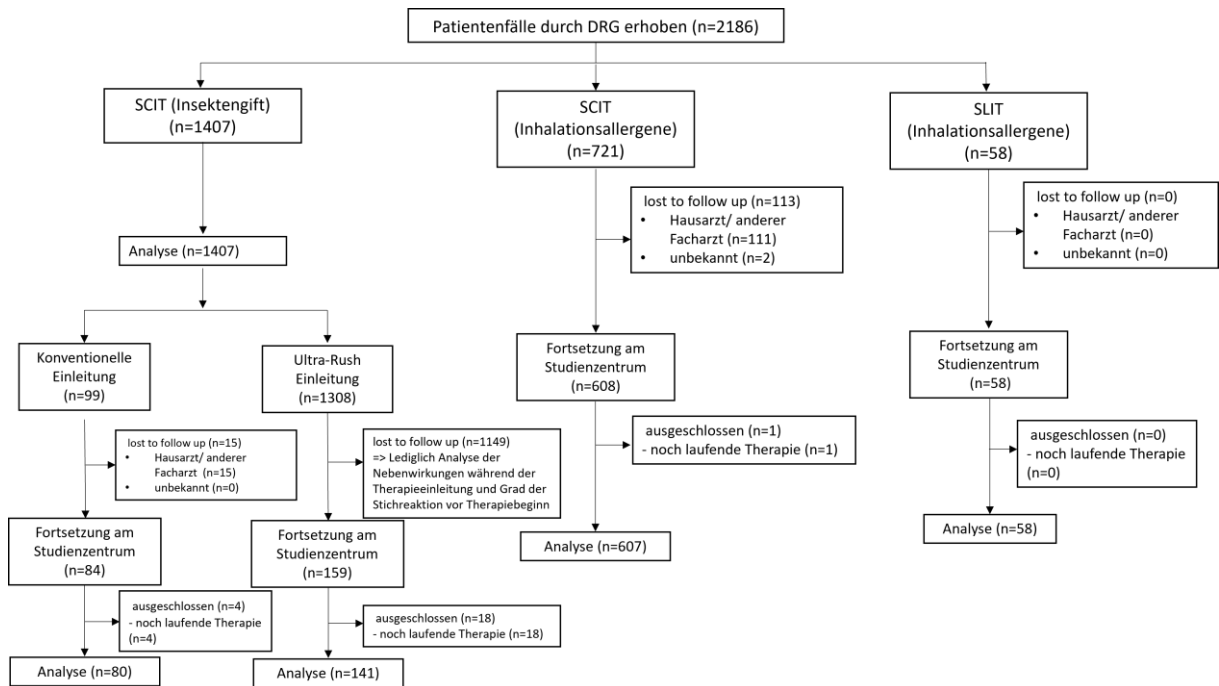 Patientenfälle durch DRG erhoben (n=2186)
SCIT (Insektengift)
(n=1407)
SCIT
(Inhalationsallergene)
(n=721)
SLIT
(Inhalationsallergene)
(n=58)
lost to follow up (n=113)
• Hausarzt/ anderer
Facharzt (n=111)
• unbekannt (n=2)
lost to follow up (n=0)
• Hausarzt/ anderer
Facharzt (n=0)
• unbekannt (n=0)
Analyse (n=1407)
Konventionelle
Einleitung
(n=99)
Ultra-Rush
Einleitung
(n=1308)
Fortsetzung am
Studienzentrum
(n=608)
Fortsetzung am
Studienzentrum
(n=58)
lost to follow up (n=15)
• Hausarzt/ anderer
Facharzt (n=15)
• unbekannt (n=0)
lost to follow up (n=1149)
=> Lediglich Analyse der
Nebenwirkungen während der
Therapieeinleitung und Grad der
Stichreaktion vor Therapiebeginn
ausgeschlossen (n=1)
- noch laufende Therapie (n=1)
ausgeschlossen (n=0)
- noch laufende Therapie
(n=0)
Fortsetzung am
Studienzentrum
(n=84)
Fortsetzung am
Studienzentrum
(n=159)
Analyse (n=607)
Analyse (n=58)
ausgeschlossen (n=4)
- noch laufende Therapie
(n=4)
ausgeschlossen (n=18)
- noch laufende Therapie (n=18)
Analyse (n=80)
Analyse (n=141)